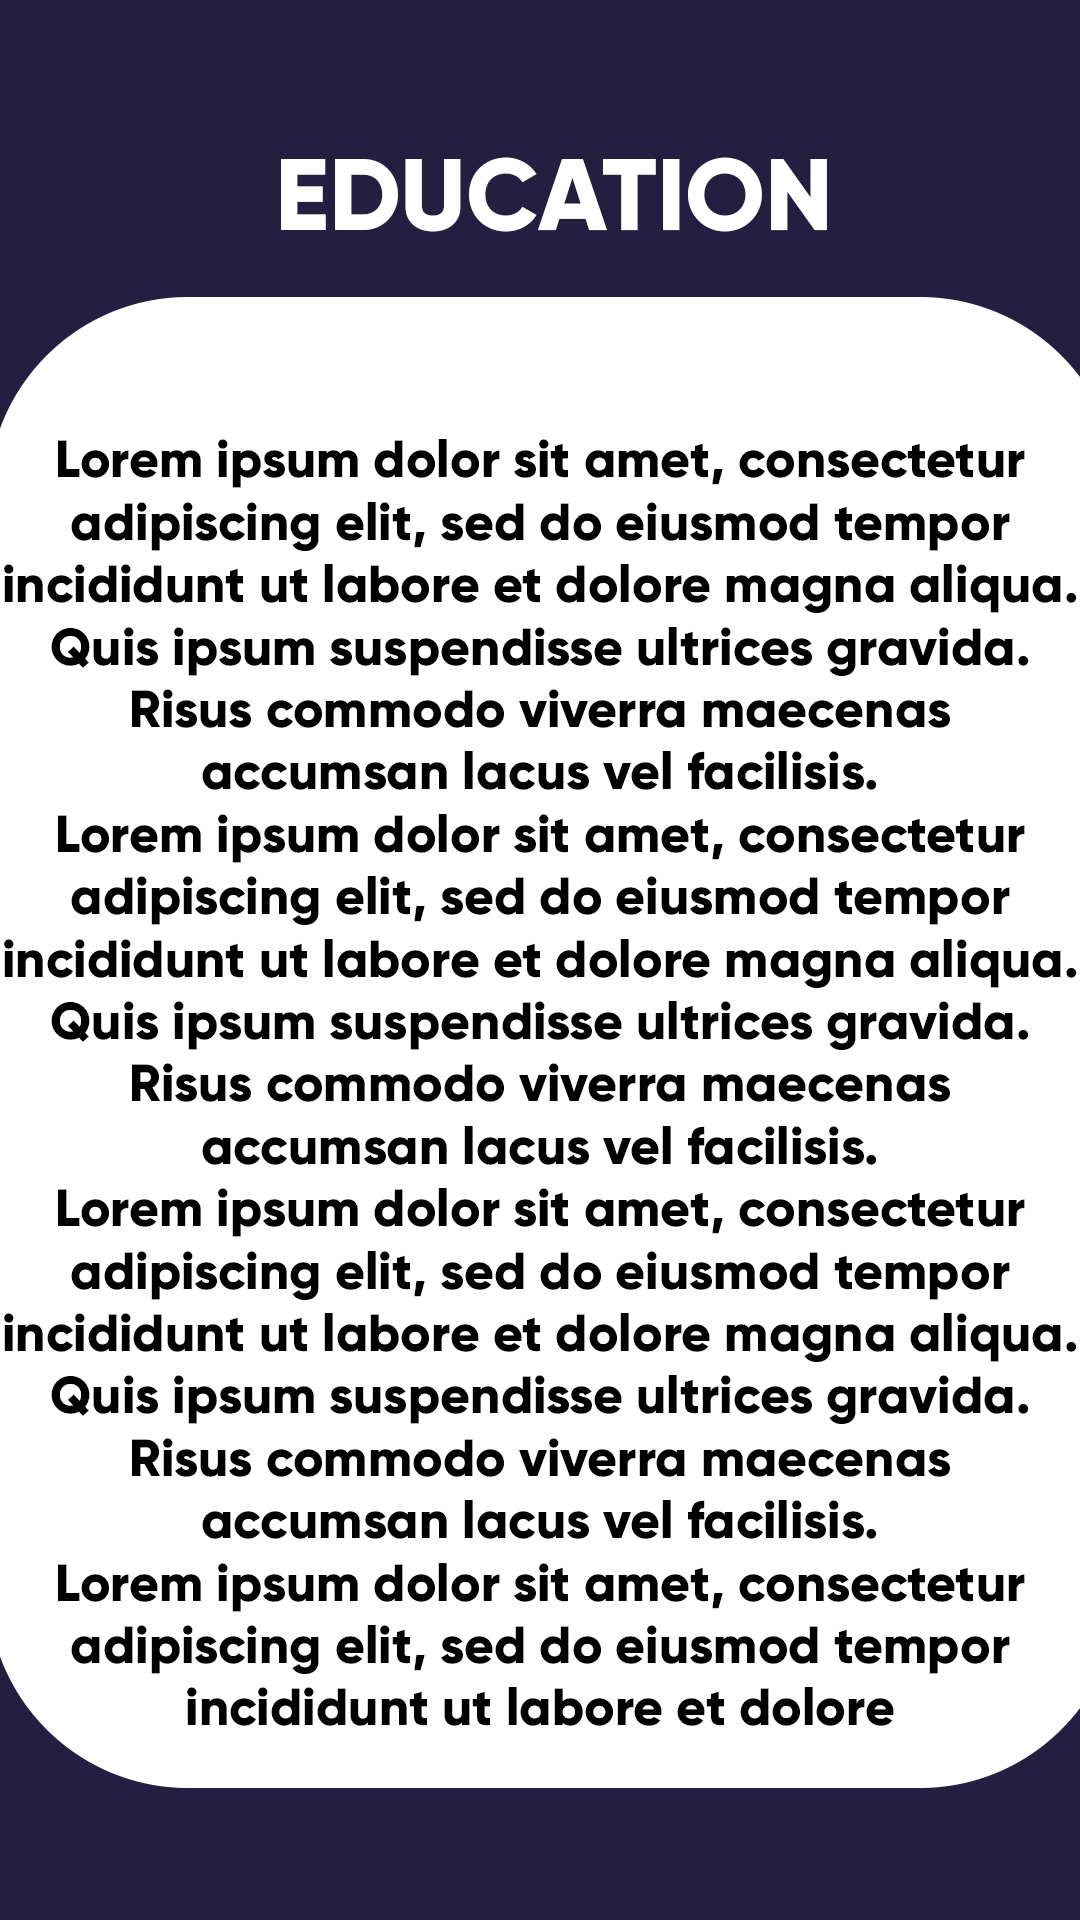 EDUCATION
Lorem ipsum dolor sit amet, consectetur
adipiscing elit, sed do eiusmod tempor
incididunt ut labore et dolore magna aliqua.
Quis ipsum suspendisse ultrices gravida.
Risus commodo viverra maecenas
accumsan lacus vel facilisis.
Lorem ipsum dolor sit amet, consectetur
adipiscing elit, sed do eiusmod tempor
incididunt ut labore et dolore magna aliqua.
Quis ipsum suspendisse ultrices gravida.
Risus commodo viverra maecenas
accumsan lacus vel facilisis.
Lorem ipsum dolor sit amet, consectetur
adipiscing elit, sed do eiusmod tempor
incididunt ut labore et dolore magna aliqua.
Quis ipsum suspendisse ultrices gravida.
Risus commodo viverra maecenas
accumsan lacus vel facilisis.
Lorem ipsum dolor sit amet, consectetur
adipiscing elit, sed do eiusmod tempor
incididunt ut labore et dolore